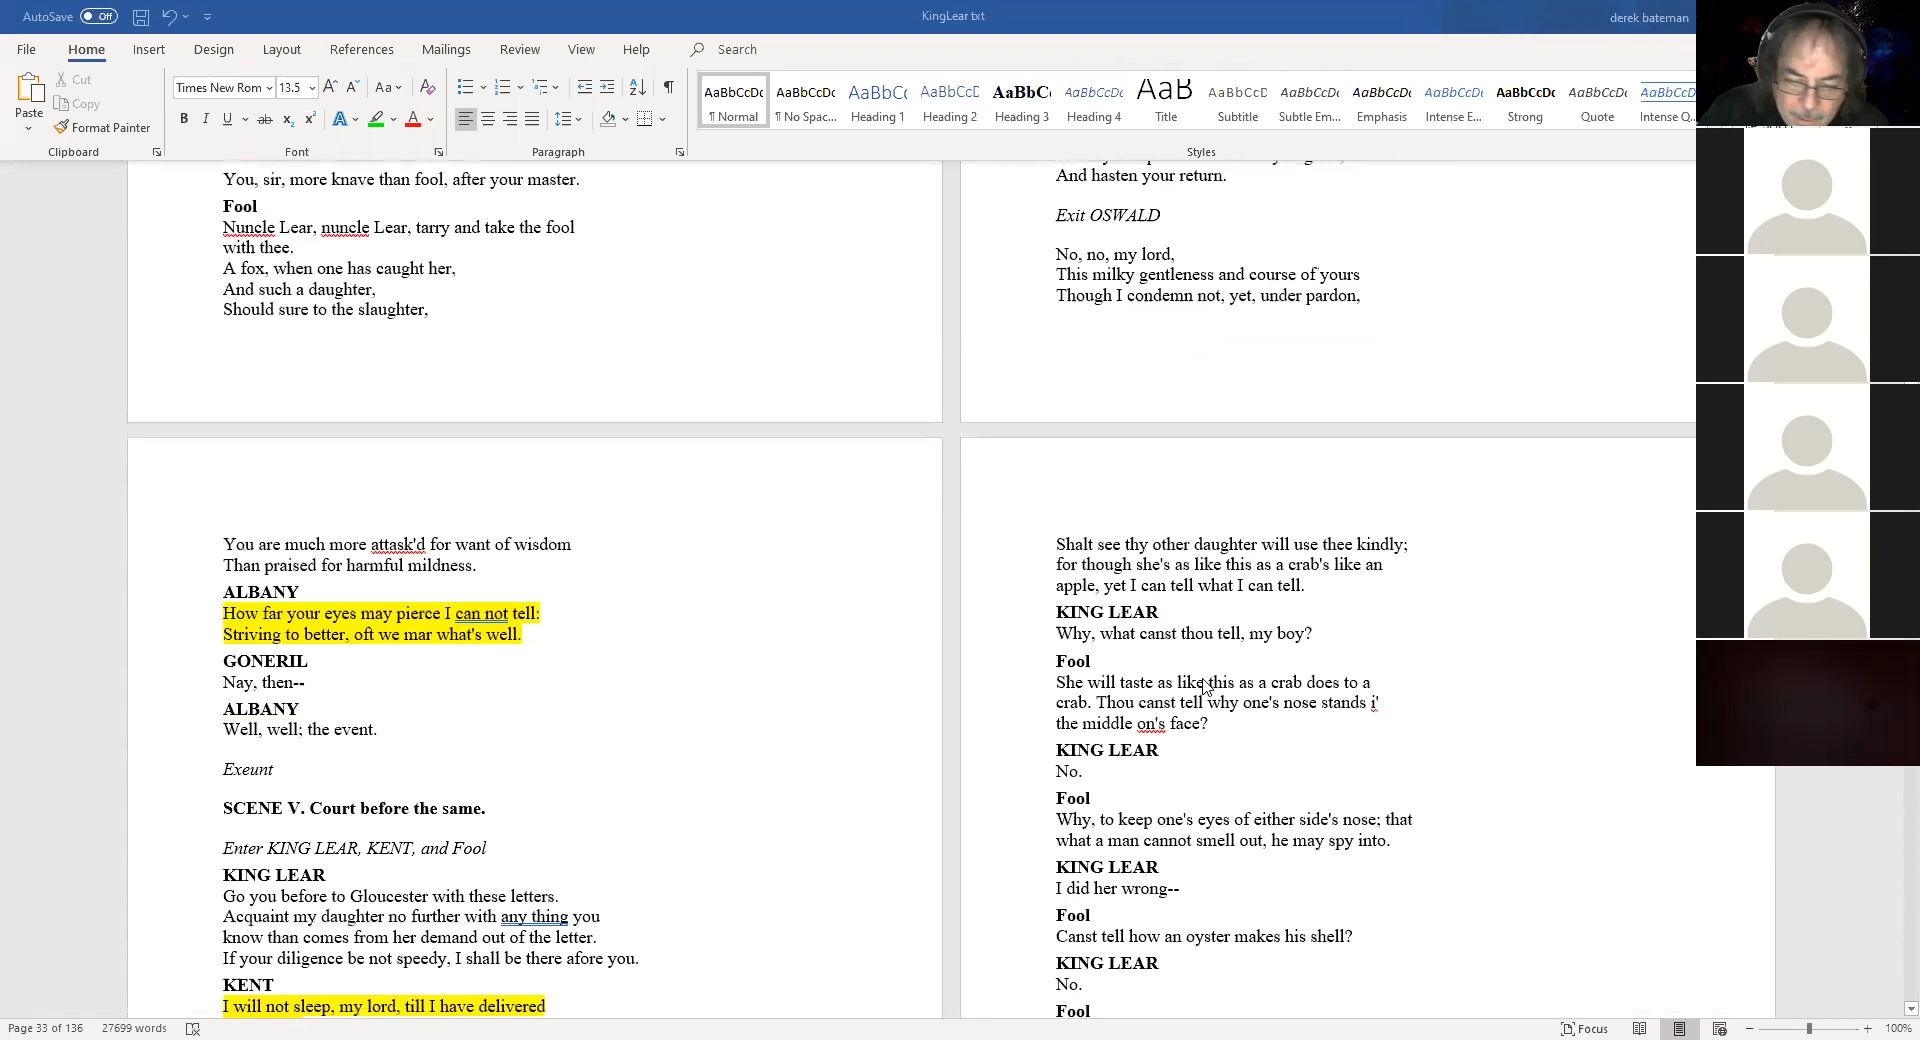 AutoSave Off
KingLear txt
derek bateman
File Home Insert Design Layout References Mailings Review View Help Search
Paste
Cut
Copy
Format Painter
Clipboard
Times New Rom 13.5
Font
Paragraph
AaBbCcDc AaBbCcDc AaBbCc AaBbCcD AaBbC AaBbCcDc AaB AaBbCcD AaBbCcDc AaBbCcDc AaBbCcDc AaBbCcDc AaBbCcDc AaBbCcDc
¶ Normal ¶ No Spac... Heading 1 Heading 2 Heading 3 Heading 4 Title Subtitle Subtle Em... Emphasis Intense E... Strong Quote Intense Q...
Styles
You, sir, more knave than fool, after your master.
Fool
Nuncle Lear, nuncle Lear, tarry and take the fool
with thee.
A fox, when one has caught her,
And such a daughter,
Should sure to the slaughter,
And hasten your return.
Exit OSWALD
No, no, my lord,
This milky gentleness and course of yours
Though I condemn not, yet, under pardon,
You are much more attask'd for want of wisdom
Than praised for harmful mildness.
ALBANY
How far your eyes may pierce I can not tell:
Striving to better, oft we mar what's well.
GONERIL
Nay, then--
ALBANY
Well, well; the event.
Exeunt
SCENE V. Court before the same.
Enter KING LEAR, KENT, and Fool
KING LEAR
Go you before to Gloucester with these letters.
Acquaint my daughter no further with any thing you
know than comes from her demand out of the letter.
If your diligence be not speedy, I shall be there afore you.
KENT
I will not sleep, my lord, till I have delivered
Shalt see thy other daughter will use thee kindly;
for though she's as like this as a crab's like an
apple, yet I can tell what I can tell.
KING LEAR
Why, what canst thou tell, my boy?
Fool
She will taste as like this as a crab does to a
crab. Thou canst tell why one's nose stands i'
the middle on's face?
KING LEAR
No.
Fool
Why, to keep one's eyes of either side's nose; that
what a man cannot smell out, he may spy into.
KING LEAR
I did her wrong--
Fool
Canst tell how an oyster makes his shell?
KING LEAR
No.
Fool
Page 33 of 136 27699 words
Focus
100%